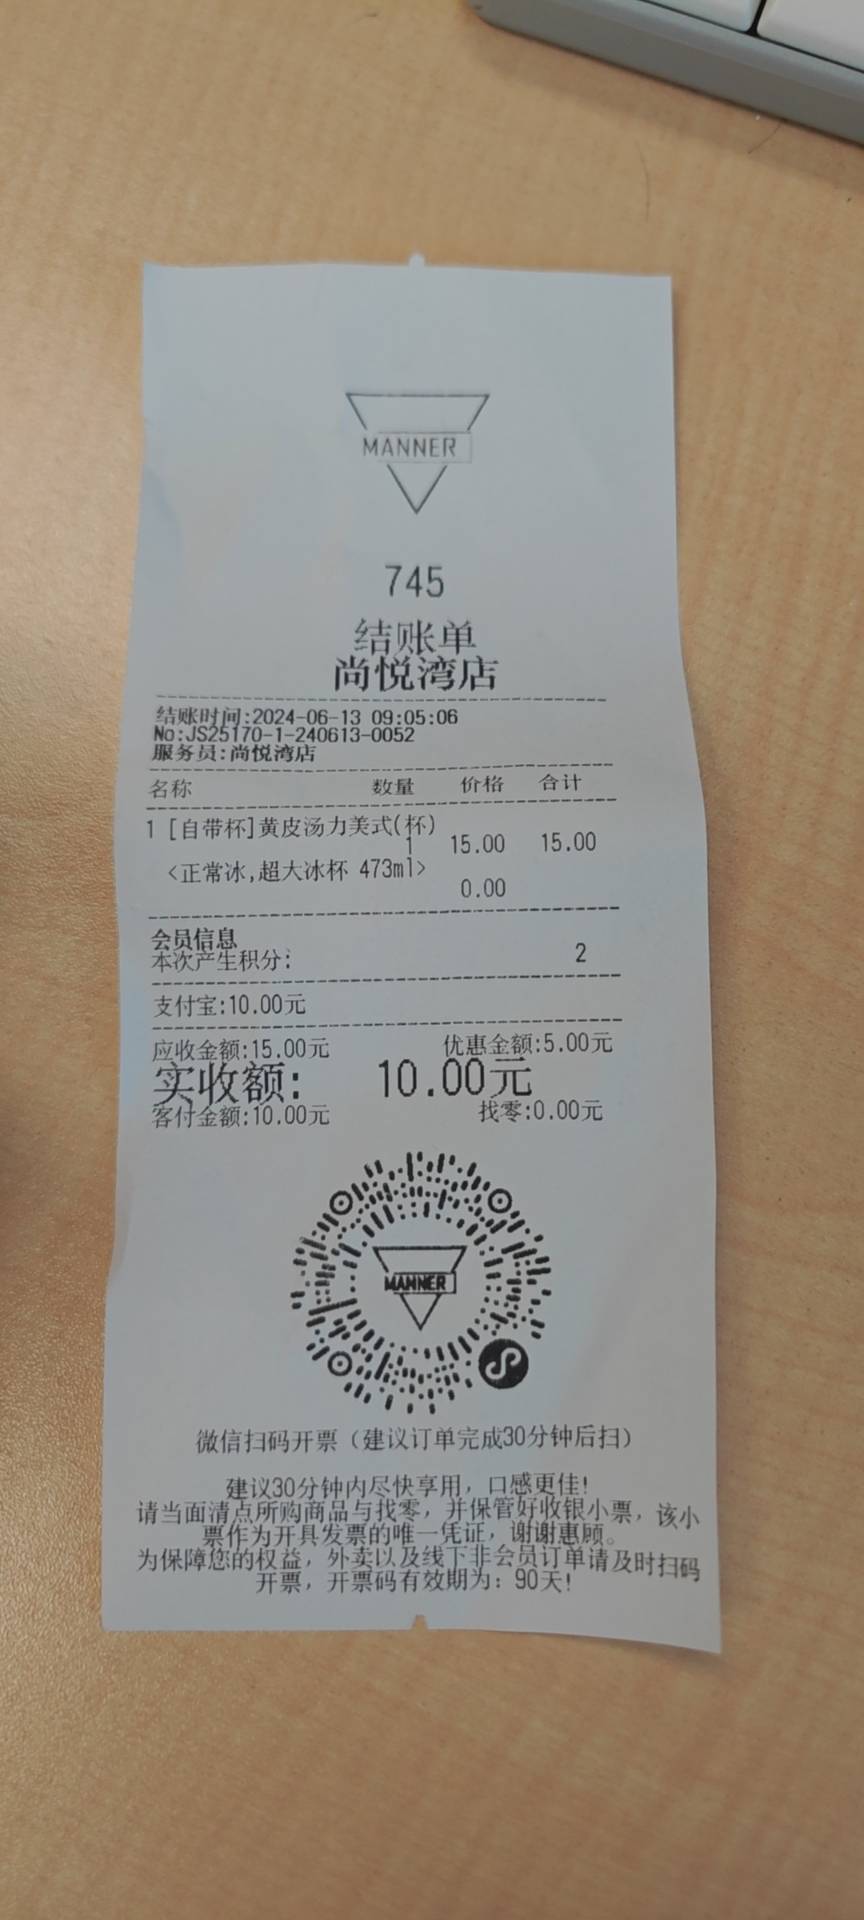 MANNER
745
结账单
尚悦湾店
结账时间:2024-06-13 09:05:06
No:JS25170-1-240613-0052
服务员:尚悦湾店
名称 数量 价格 合计
1 [自带杯]黄皮汤力美式(杯)
1 15.00 15.00
<正常冰,超大冰杯 473ml>
0.00
会员信息
本次产生积分: 2
支付宝:10.00元
应收金额:15.00元 优惠金额:5.00元
实收额: 10.00元
客付金额:10.00元 找零:0.00元
MANNER
微信扫码开票（建议订单完成30分钟后扫）
建议30分钟内尽快享用，口感更佳!
请当面清点所购商品与找零，并保管好收银小票，该小
票作为开具发票的唯一凭证，谢谢惠顾。
为保障您的权益，外卖以及线下非会员订单请及时扫码
开票，开票码有效期为：90天!